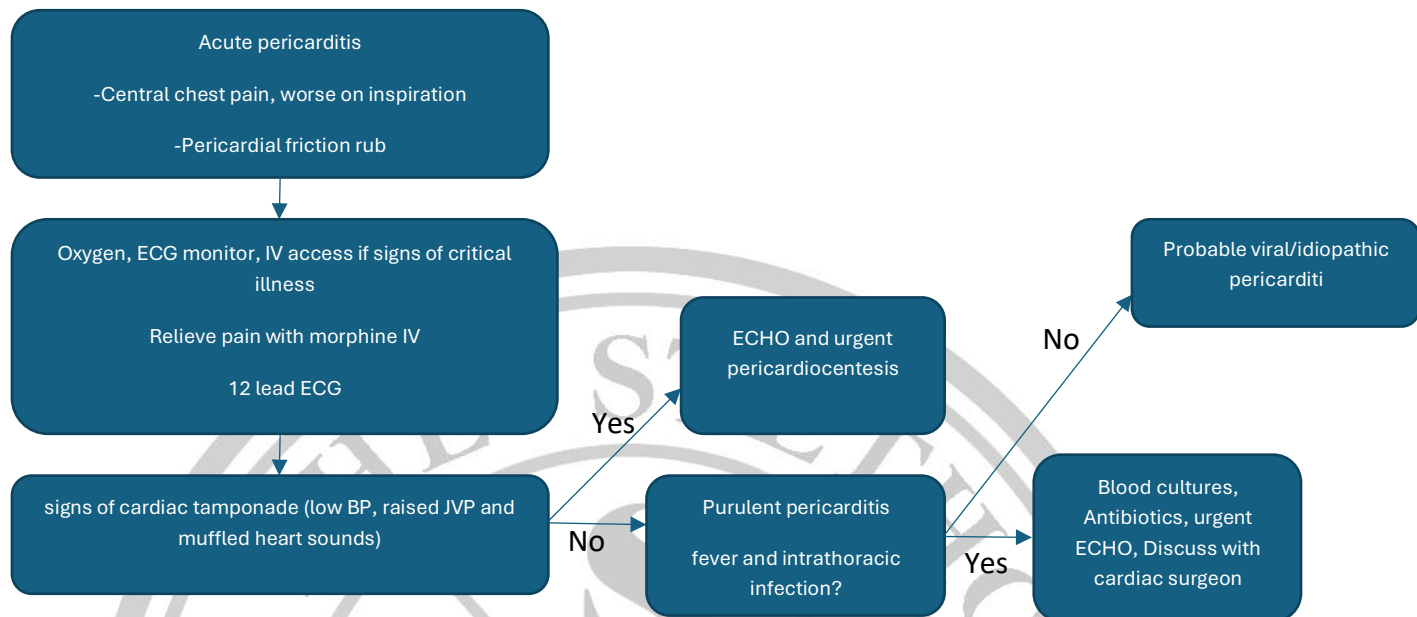 Acute pericarditis
-Central chest pain, worse on inspiration
-Pericardial friction rub
Oxygen, ECG monitor, IV access if signs of critical
illness
Relieve pain with morphine IV
12 lead ECG
signs of cardiac tamponade (low BP, raised JVP and
muffled heart sounds)
Yes
No
ECHO and urgent
pericardiocentesis
Purulent pericarditis
fever and intrathoracic
infection?
No
Yes
Probable viral/idiopathic
pericarditi
Blood cultures,
Antibiotics, urgent
ECHO, Discuss with
cardiac surgeon